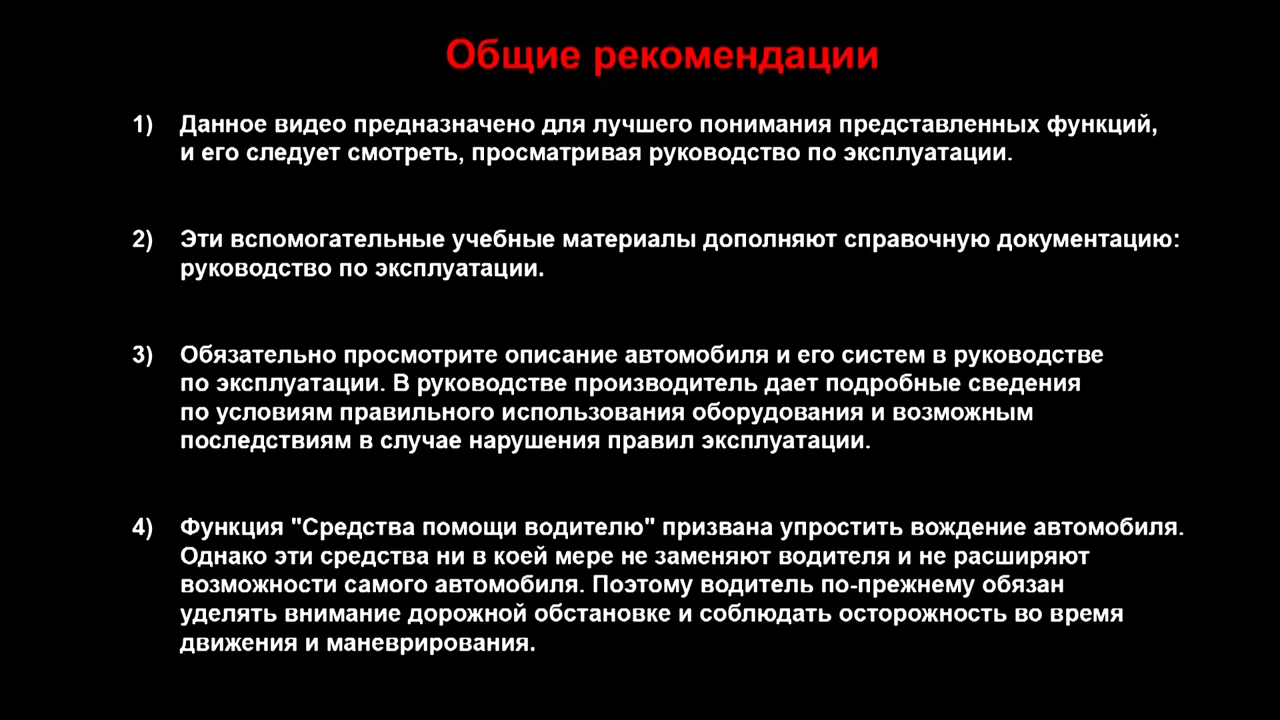 Общие рекомендации
1) Данное видео предназначено для лучшего понимания представленных функций,
и его следует смотреть, просматривая руководство по эксплуатации.
2) Эти вспомогательные учебные материалы дополняют справочную документацию:
руководство по эксплуатации.
3) Обязательно просмотрите описание автомобиля и его систем в руководстве
по эксплуатации. В руководстве производитель дает подробные сведения
по условиям правильного использования оборудования и возможным
последствиям в случае нарушения правил эксплуатации.
4) Функция "Средства помощи водителю" призвана упростить вождение автомобиля.
Однако эти средства ни в коей мере не заменяют водителя и не расширяют
возможности самого автомобиля. Поэтому водитель по-прежнему обязан
уделять внимание дорожной обстановке и соблюдать осторожность во время
движения и маневрирования.